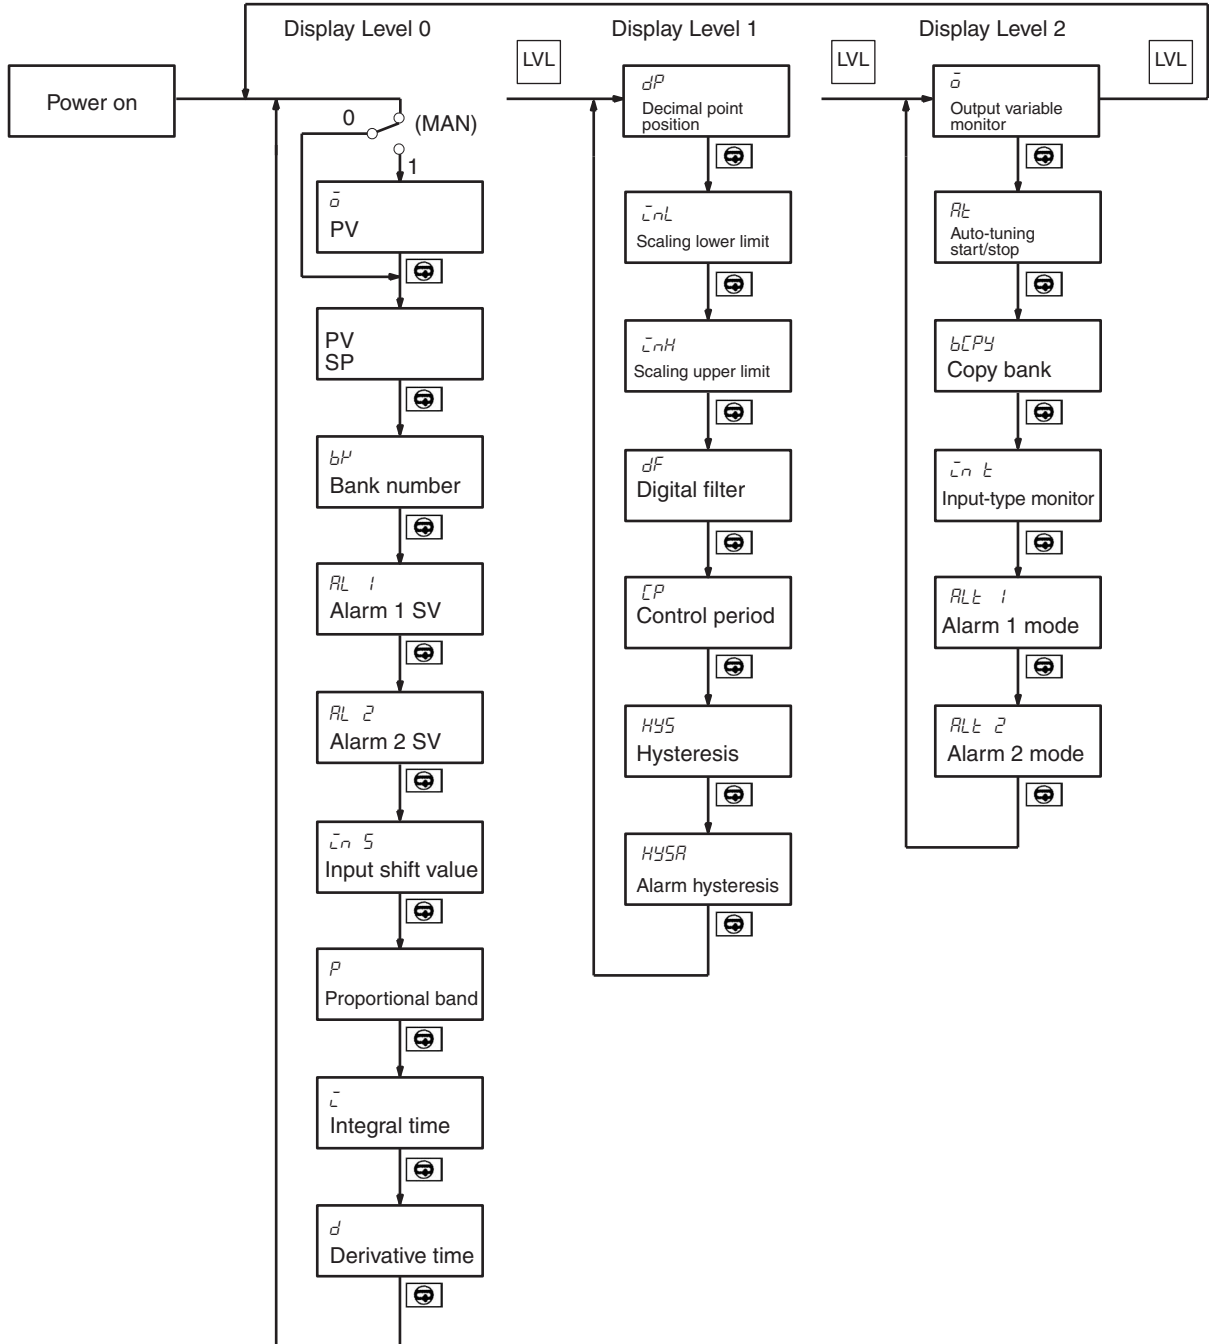 Display Level 0
Display Level 1
Display Level 2
LVL
LVL
LVL
Power on
0
(MAN)
1
ō
PV
PV
SP
Bank number
AL 1
Alarm 1 SV
AL 2
Alarm 2 SV
in S
Input shift value
P
Proportional band
i
Integral time
d
Derivative time
dP
Decimal point
position
inL
Scaling lower limit
inH
Scaling upper limit
dF
Digital filter
CP
Control period
HYS
Hysteresis
HYSA
Alarm hysteresis
ō
Output variable
monitor
At
Auto-tuning
start/stop
bCPY
Copy bank
in t
Input-type monitor
ALt 1
Alarm 1 mode
ALt 2
Alarm 2 mode